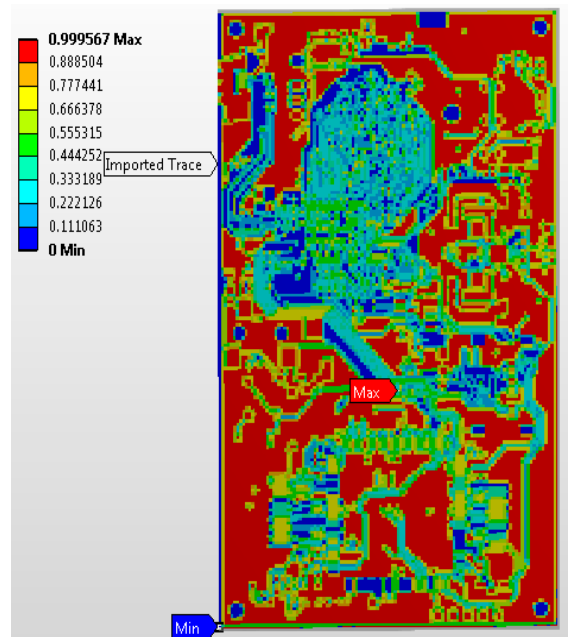 0.999567 Max
0.888504
0.777441
0.666378
0.555315
0.444252
0.333189
0.222126
0.111063
0 Min
Imported Trace
Max
Min